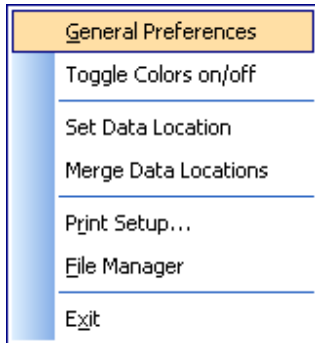 General Preferences
Toggle Colors on/off
Set Data Location
Merge Data Locations
Print Setup...
File Manager
Exit